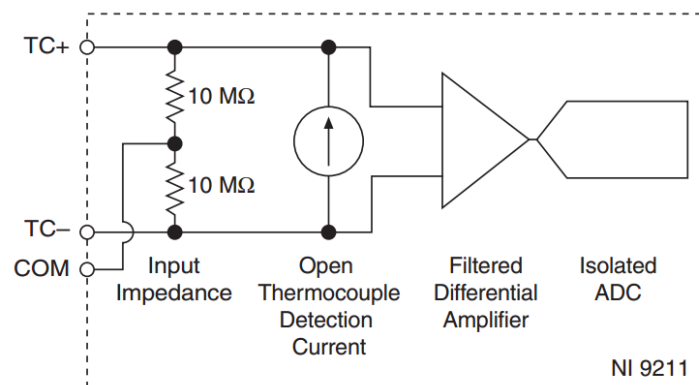 TC+
10 MΩ
10 MΩ
TC–
COM
Input
Impedance
Open
Thermocouple
Detection
Current
Filtered
Differential
Amplifier
Isolated
ADC
NI 9211